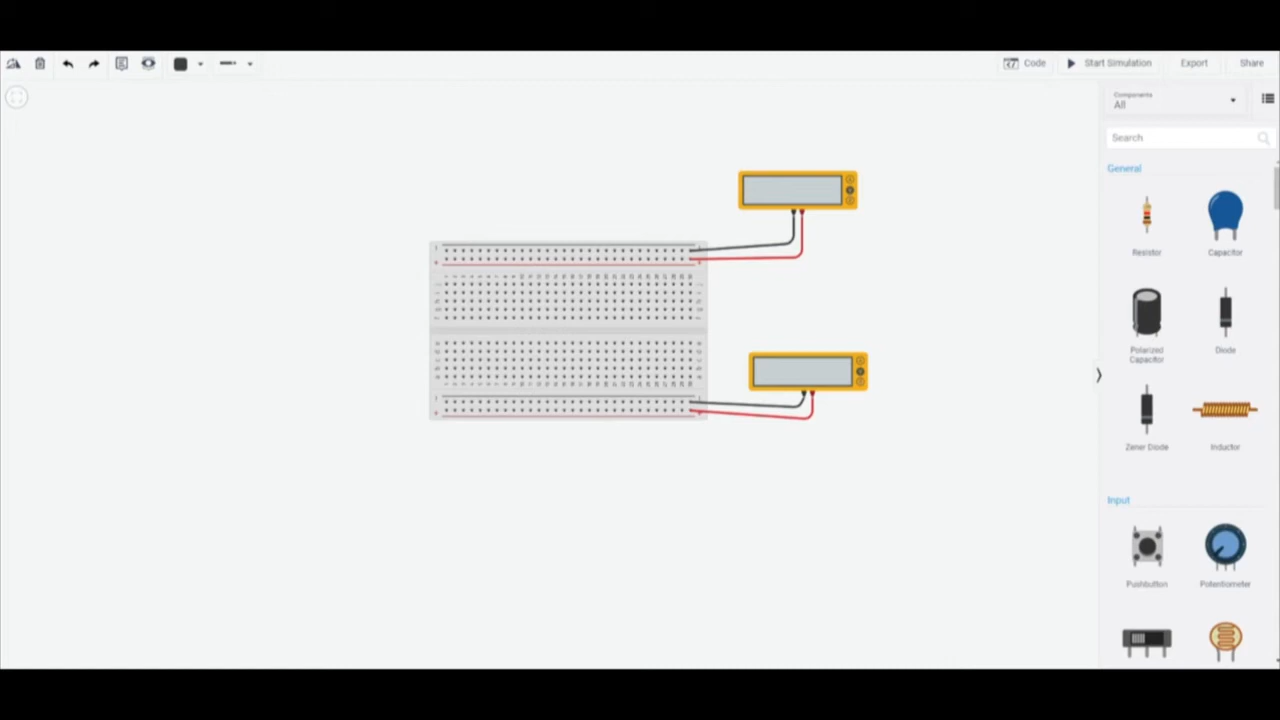 Code
Start Simulation
Export
Share
Components
All
Search
General
Resistor
Capacitor
Polarized
Capacitor
Diode
Zener Diode
Inductor
Input
Pushbutton
Potentiometer